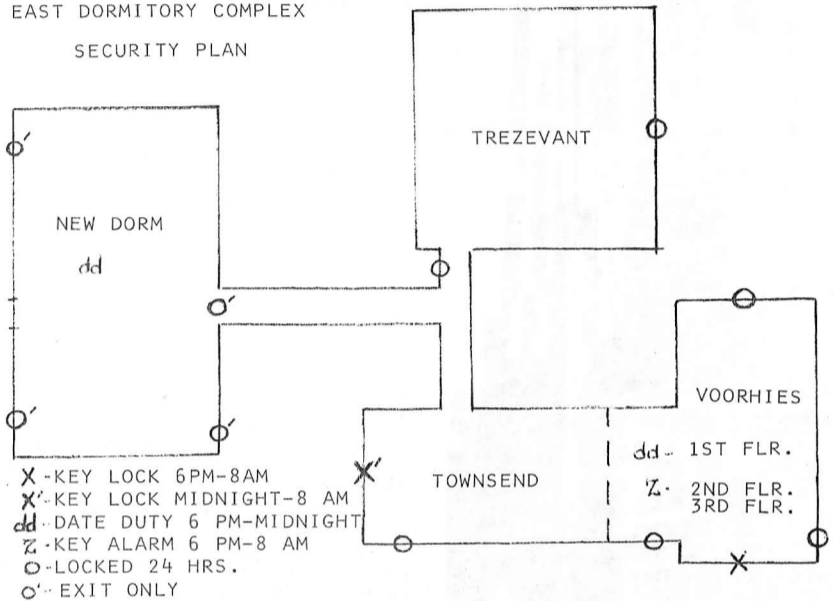 EAST DORMITORY COMPLEX
SECURITY PLAN
TREZEVANT
O
O'
NEW DORM
dd
O
O'
O
VOORHIES
O'
O'
dd - 1ST FLR.
X'
TOWNSEND
Z - 2ND FLR.
3RD FLR.
O
O
O
X
X - KEY LOCK 6PM-8AM
X' - KEY LOCK MIDNIGHT-8 AM
dd - DATE DUTY 6 PM-MIDNIGHT
Z - KEY ALARM 6 PM-8 AM
O - LOCKED 24 HRS.
O' - EXIT ONLY